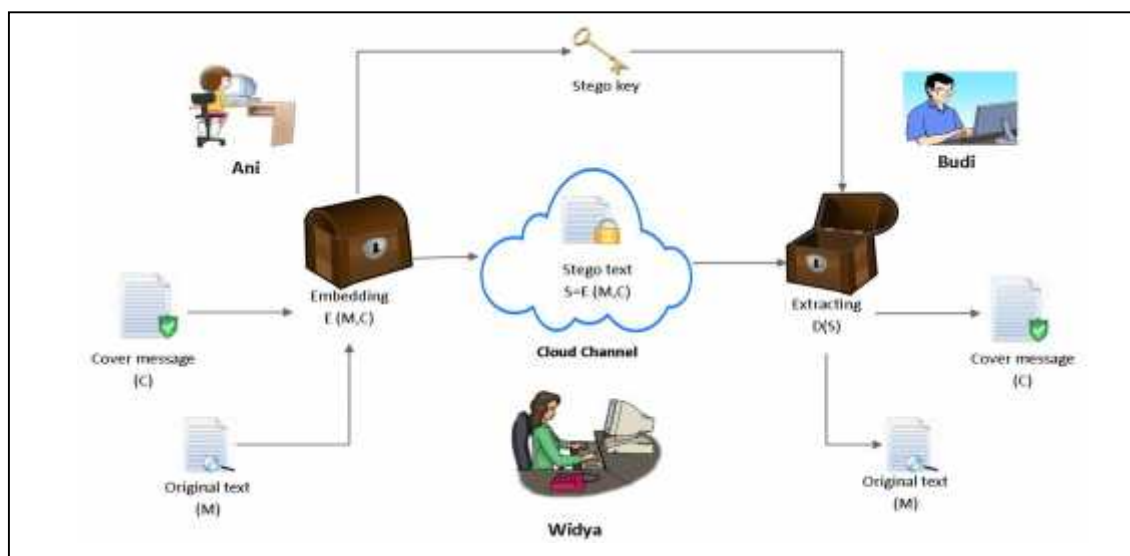 Stego key
Ani
Budi
Stego text
S=E (M,C)
Cloud Channel
Embedding
E (M,C)
Extracting
D(S)
Cover message
(C)
Cover message
(C)
Original text
(M)
Original text
(M)
Widya